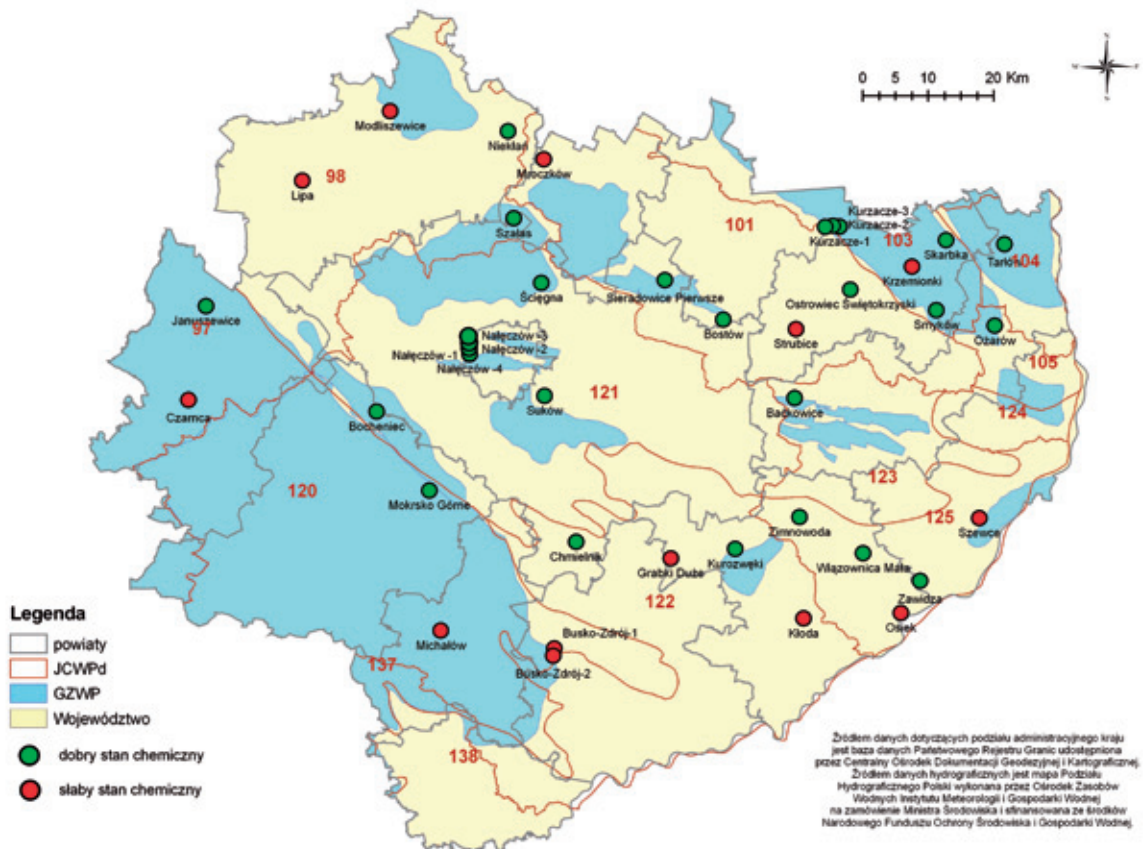 N
W
E
S
0 5 10 20 Km
Modliszewice
Niekłań
Mroczków
98
Lipa
101
Kurzacze-3
Kurzacze-2
Kurzacze-1
103
Szałas
Skarbka
Tarłów
104
Krzemionki
Ścięgna
Sieradowice Pierwsze
Ostrowiec Świętokrzyski
Januszewice
97
Bostów
Smyków
Ożarów
Strubice
Nałęczów -3
Nałęczów -1
Nałęczów -2
Nałęczów -4
105
121
Czarnca
Suków
Baćkowice
124
Bocheniec
123
120
Mokrsko Górne
125
Zimnowoda
Szewce
Chmielnik
Grabki Duże
Kurozwęki
Wiązownica Mała
Zawidza
122
Kłoda
Osiek
Michałów
Busko-Zdrój-1
Busko-Zdrój-2
137
138
Legenda
powiaty
JCWPd
GZWP
Województwo
dobry stan chemiczny
słaby stan chemiczny
Źródłem danych dotyczących podziału administracyjnego kraju
jest baza danych Państwowego Rejestru Granic udostępniona
przez Centralny Ośrodek Dokumentacji Geodezyjnej i Kartograficznej.
Źródłem danych hydrograficznych jest mapa Podziału
Hydrograficznego Polski wykonana przez Ośrodek Zasobów
Wodnych Instytutu Meteorologii i Gospodarki Wodnej
na zamówienie Ministra Środowiska i sfinansowana ze środków
Narodowego Funduszu Ochrony Środowiska i Gospodarki Wodnej.